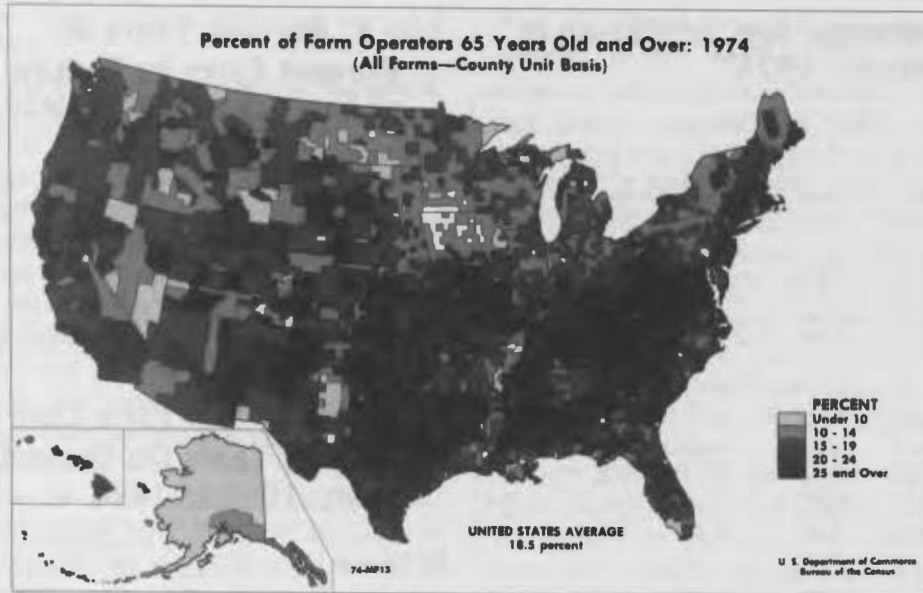 Percent of Farm Operators 65 Years Old and Over: 1974
(All Farms—County Unit Basis)
PERCENT
Under 10
10 - 14
15 - 19
20 - 24
25 and Over
UNITED STATES AVERAGE
18.5 percent
74-MP13
U S. Department of Commerce
Bureau of the Census